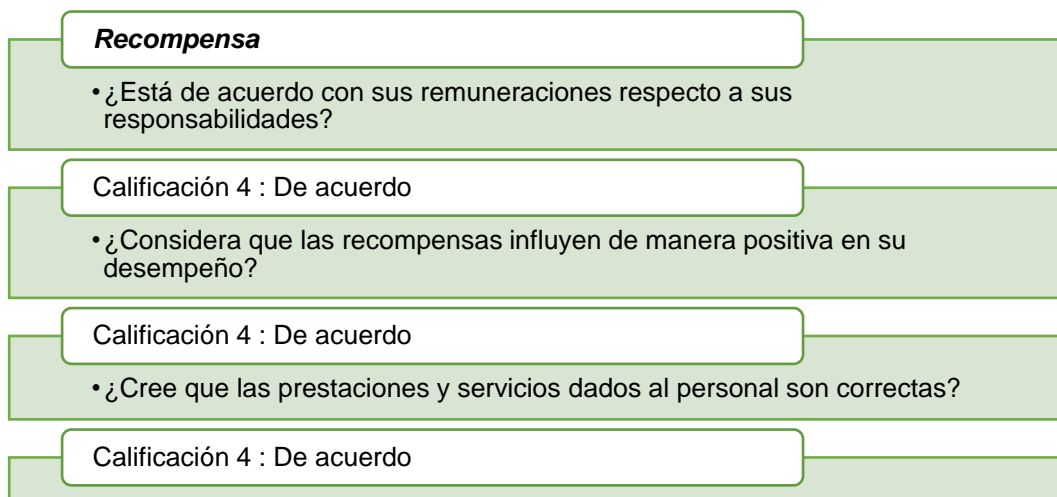 Recompensa
•¿Está de acuerdo con sus remuneraciones respecto a sus
responsabilidades?
Calificación 4 : De acuerdo
•¿Considera que las recompensas influyen de manera positiva en su
desempeño?
Calificación 4 : De acuerdo
•¿Cree que las prestaciones y servicios dados al personal son correctas?
Calificación 4 : De acuerdo